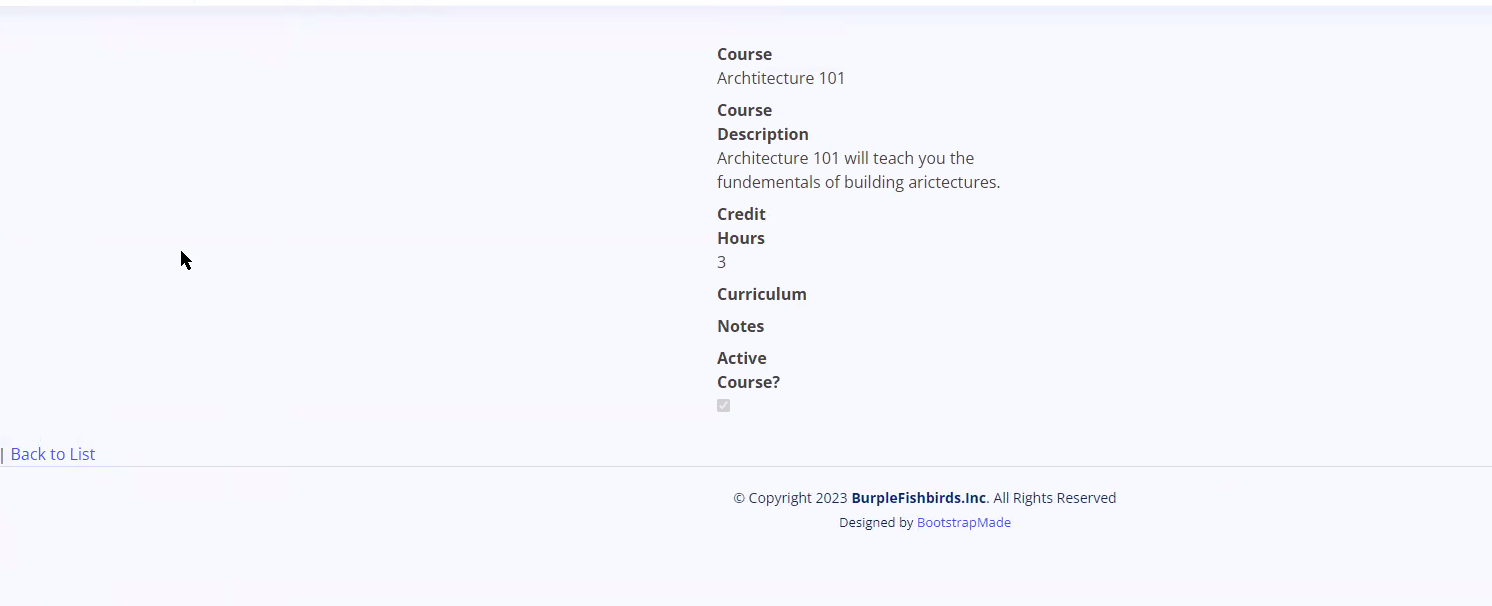 Course
Archtitecture 101
Course
Description
Architecture 101 will teach you the
fundementals of building arictectures.
Credit
Hours
3
Curriculum
Notes
Active
Course?
| Back to List
© Copyright 2023 BurpleFishbirds.Inc. All Rights Reserved
Designed by BootstrapMade